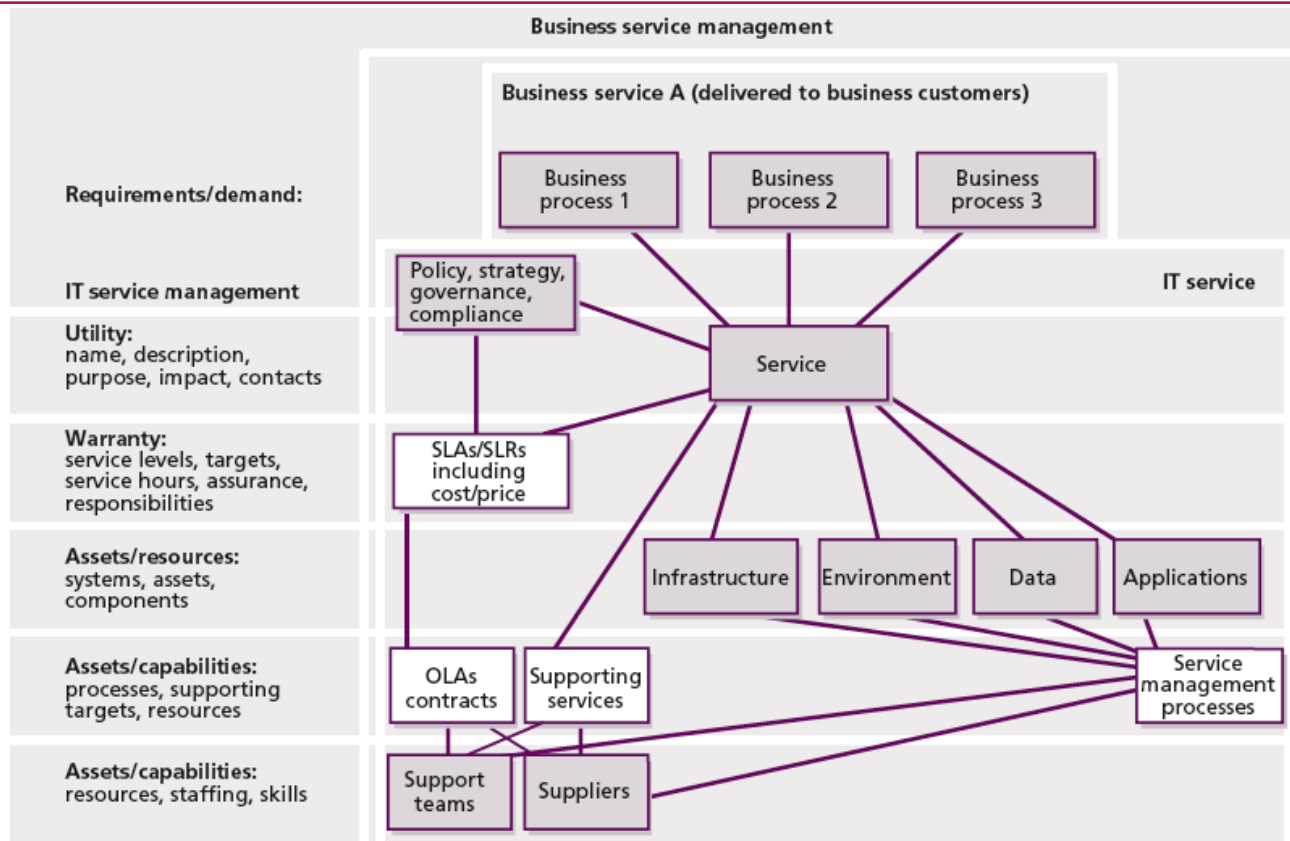 Business service management
Business service A (delivered to business customers)
Requirements/demand:
Business
process 1
Business
process 2
Business
process 3
IT service management
Policy, strategy,
governance,
compliance
IT service
Utility:
name, description,
purpose, impact, contacts
Service
Warranty:
service levels, targets,
service hours, assurance,
responsibilities
SLAs/SLRs
including
cost/price
Assets/resources:
systems, assets,
components
Infrastructure
Environment
Data
Applications
Assets/capabilities:
processes, supporting
targets, resources
OLAs
contracts
Supporting
services
Service
management
processes
Assets/capabilities:
resources, staffing, skills
Support
teams
Suppliers